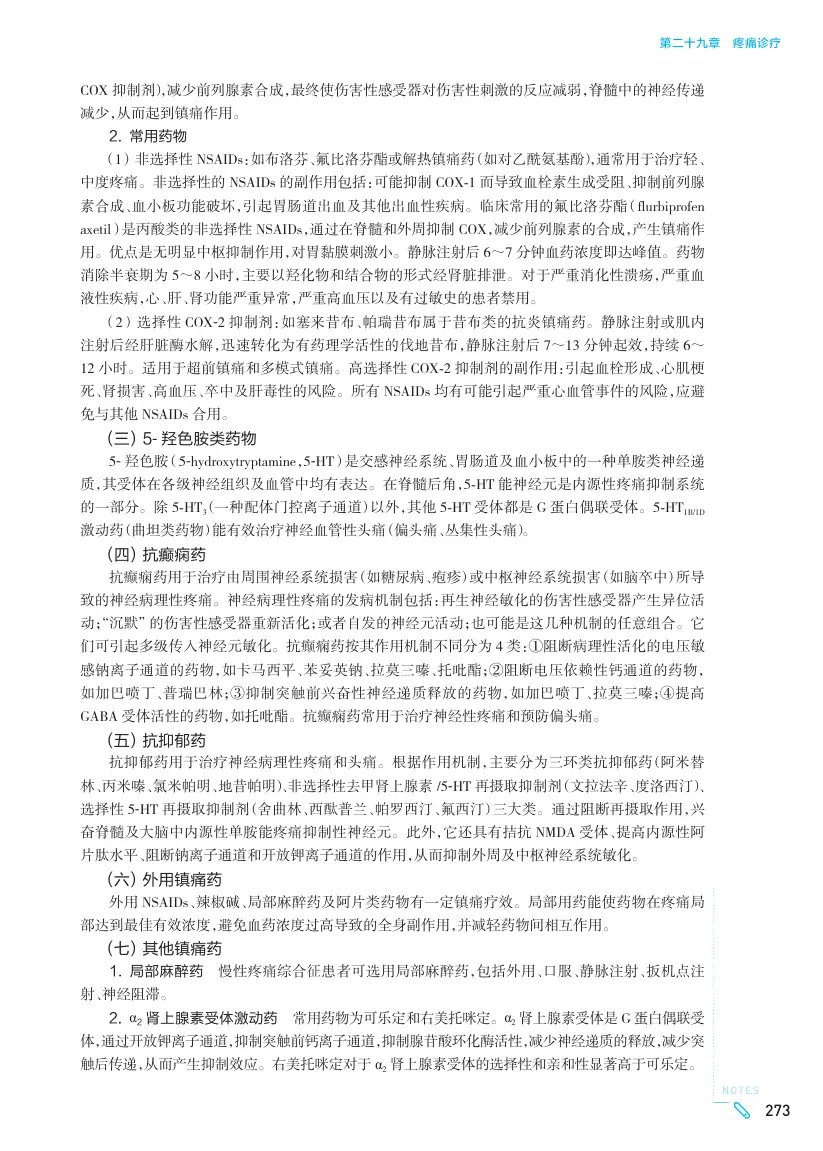 第二十九章　疼痛诊疗
COX 抑制剂),减少前列腺素合成,最终使伤害性感受器对伤害性刺激的反应减弱,脊髓中的神经传递
减少,从而起到镇痛作用。
2. 常用药物
（1）非选择性 NSAIDs:如布洛芬、氟比洛芬酯或解热镇痛药(如对乙酰氨基酚),通常用于治疗轻、
中度疼痛。非选择性的 NSAIDs 的副作用包括:可能抑制 COX-1 而导致血栓素生成受阻、抑制前列腺
素合成、血小板功能破坏,引起胃肠道出血及其他出血性疾病。临床常用的氟比洛芬酯（flurbiprofen
axetil）是丙酸类的非选择性 NSAIDs,通过在脊髓和外周抑制 COX,减少前列腺素的合成,产生镇痛作
用。优点是无明显中枢抑制作用,对胃黏膜刺激小。静脉注射后 6～7 分钟血药浓度即达峰值。药物
消除半衰期为 5～8 小时,主要以羟化物和结合物的形式经肾脏排泄。对于严重消化性溃疡,严重血
液性疾病,心、肝、肾功能严重异常,严重高血压以及有过敏史的患者禁用。
（2）选择性 COX-2 抑制剂:如塞来昔布、帕瑞昔布属于昔布类的抗炎镇痛药。静脉注射或肌内
注射后经肝脏酶水解,迅速转化为有药理学活性的伐地昔布,静脉注射后 7～13 分钟起效,持续 6～
12 小时。适用于超前镇痛和多模式镇痛。高选择性 COX-2 抑制剂的副作用:引起血栓形成、心肌梗
死、肾损害、高血压、卒中及肝毒性的风险。所有 NSAIDs 均有可能引起严重心血管事件的风险,应避
免与其他 NSAIDs 合用。
（三）5- 羟色胺类药物
5- 羟色胺（5-hydroxytryptamine,5-HT）是交感神经系统、胃肠道及血小板中的一种单胺类神经递
质,其受体在各级神经组织及血管中均有表达。在脊髓后角,5-HT 能神经元是内源性疼痛抑制系统
的一部分。除 5-HT₃(一种配体门控离子通道)以外,其他 5-HT 受体都是 G 蛋白偶联受体。5-HT1B/1D
激动药(曲坦类药物)能有效治疗神经血管性头痛(偏头痛、丛集性头痛)。
（四）抗癫痫药
抗癫痫药用于治疗由周围神经系统损害(如糖尿病、疱疹)或中枢神经系统损害(如脑卒中)所导
致的神经病理性疼痛。神经病理性疼痛的发病机制包括:再生神经敏化的伤害性感受器产生异位活
动;“沉默”的伤害性感受器重新活化;或者自发的神经元活动;也可能是这几种机制的任意组合。它
们可引起多级传入神经元敏化。抗癫痫药按其作用机制不同分为 4 类:①阻断病理性活化的电压敏
感钠离子通道的药物,如卡马西平、苯妥英钠、拉莫三嗪、托吡酯;②阻断电压依赖性钙通道的药物,
如加巴喷丁、普瑞巴林;③抑制突触前兴奋性神经递质释放的药物,如加巴喷丁、拉莫三嗪;④提高
GABA 受体活性的药物,如托吡酯。抗癫痫药常用于治疗神经性疼痛和预防偏头痛。
（五）抗抑郁药
抗抑郁药用于治疗神经病理性疼痛和头痛。根据作用机制,主要分为三环类抗抑郁药(阿米替
林、丙米嗪、氯米帕明、地昔帕明)、非选择性去甲肾上腺素 /5-HT 再摄取抑制剂(文拉法辛、度洛西汀)、
选择性 5-HT 再摄取抑制剂(舍曲林、西酞普兰、帕罗西汀、氟西汀)三大类。通过阻断再摄取作用,兴
奋脊髓及大脑中内源性单胺能疼痛抑制性神经元。此外,它还具有拮抗 NMDA 受体、提高内源性阿
片肽水平、阻断钠离子通道和开放钾离子通道的作用,从而抑制外周及中枢神经系统敏化。
（六）外用镇痛药
外用 NSAIDs、辣椒碱、局部麻醉药及阿片类药物有一定镇痛疗效。局部用药能使药物在疼痛局
部达到最佳有效浓度,避免血药浓度过高导致的全身副作用,并减轻药物间相互作用。
（七）其他镇痛药
1. 局部麻醉药　慢性疼痛综合征患者可选用局部麻醉药,包括外用、口服、静脉注射、扳机点注
射、神经阻滞。
2. α₂ 肾上腺素受体激动药　常用药物为可乐定和右美托咪定。α₂ 肾上腺素受体是 G 蛋白偶联受
体,通过开放钾离子通道,抑制突触前钙离子通道,抑制腺苷酸环化酶活性,减少神经递质的释放,减少突
触后传递,从而产生抑制效应。右美托咪定对于 α₂ 肾上腺素受体的选择性和亲和性显著高于可乐定。
NOTES
273